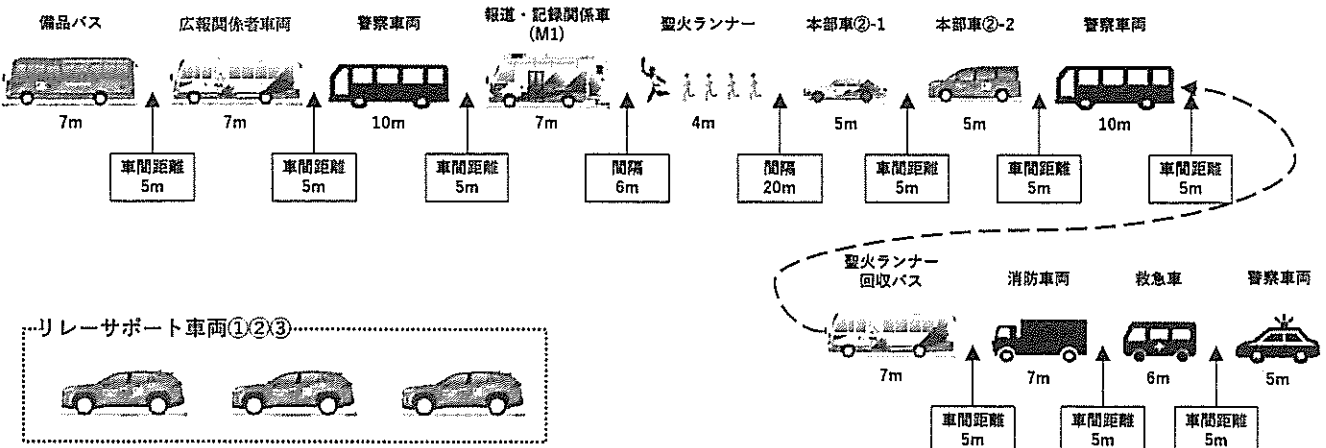 備品バス
広報関係者車両
警察車両
報道・記録関係車
(M1)
聖火ランナー
本部車②-1
本部車②-2
警察車両
7m
7m
10m
7m
4m
5m
5m
10m
車間距離
5m
車間距離
5m
車間距離
5m
間隔
6m
間隔
20m
車間距離
5m
車間距離
5m
車間距離
5m
聖火ランナー
回収バス
消防車両
救急車
警察車両
7m
7m
6m
5m
車間距離
5m
車間距離
5m
車間距離
5m
リレーサポート車両①②③